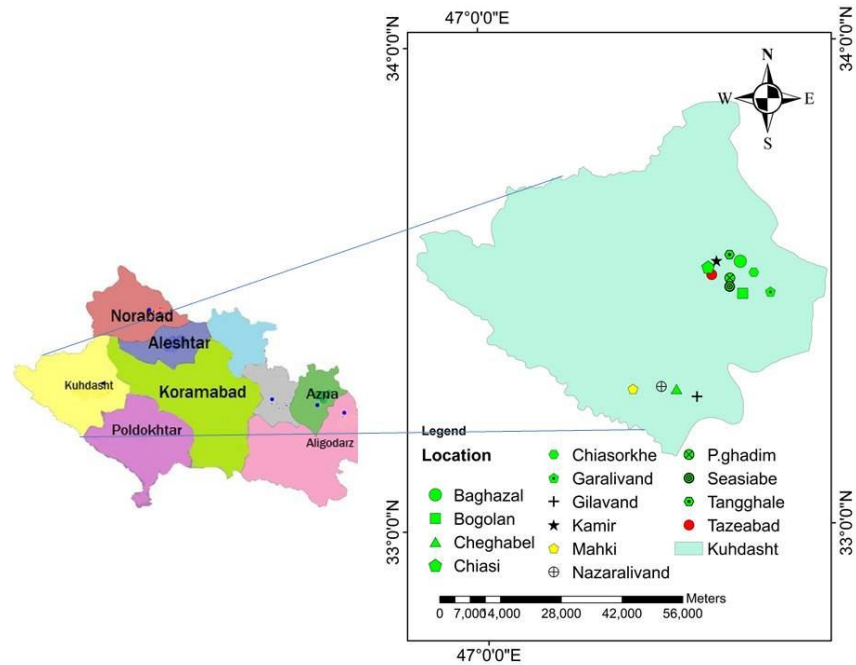 47°0'0"E
34°0'0"N
34°0'0"N
N
W
E
S
Norabad
Aleshtar
Kuhdasht
Koramabad
Azna
Poldokhtar
Aligodarz
Legend
Location
Baghazal
Bogolan
Cheghabel
Chiasi
Chiasorkhe
Garalivand
Gilavand
Kamir
Mahki
Nazaralivand
P.ghadim
Seasiabe
Tangghale
Tazeabad
Kuhdasht
Meters
0 7,000 14,000 28,000 42,000 56,000
33°0'0"N
33°0'0"N
47°0'0"E